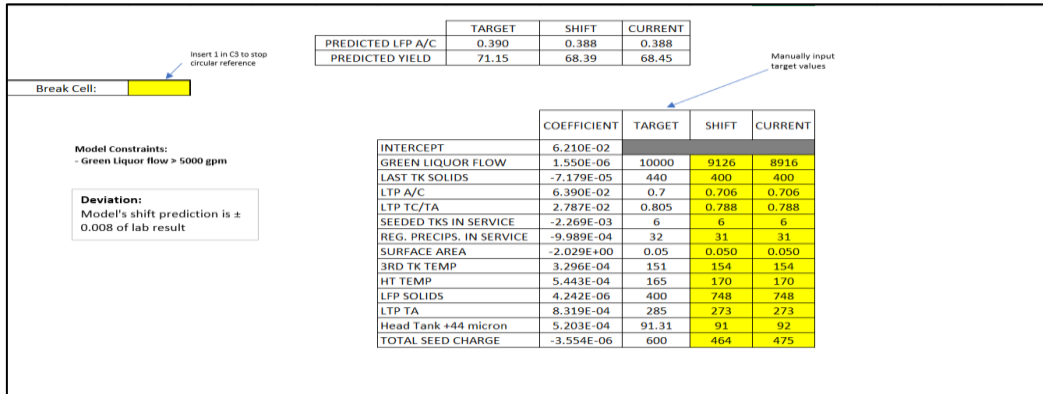 TARGET SHIFT CURRENT
PREDICTED LFP A/C 0.390 0.388 0.388
PREDICTED YIELD 71.15 68.39 68.45
Insert 1 in C3 to stop
circular reference
Manually input
target values
Break Cell:
COEFFICIENT TARGET SHIFT CURRENT
INTERCEPT 6.210E-02
Model Constraints:
- Green Liquor flow > 5000 gpm
GREEN LIQUOR FLOW 1.550E-06 10000 9126 8916
LAST TK SOLIDS -7.179E-05 440 400 400
LTP A/C 6.390E-02 0.7 0.706 0.706
Deviation:
Model's shift prediction is ±
0.008 of lab result
LTP TC/TA 2.787E-02 0.805 0.788 0.788
SEEDED TKS IN SERVICE -2.269E-03 6 6 6
REG. PRECIPS. IN SERVICE -9.989E-04 32 31 31
SURFACE AREA -2.029E+00 0.05 0.050 0.050
3RD TK TEMP 3.296E-04 151 154 154
HT TEMP 5.443E-04 165 170 170
LFP SOLIDS 4.242E-06 400 748 748
LTP TA 8.319E-04 285 273 273
Head Tank +44 micron 5.203E-04 91.31 91 92
TOTAL SEED CHARGE -3.554E-06 600 464 475